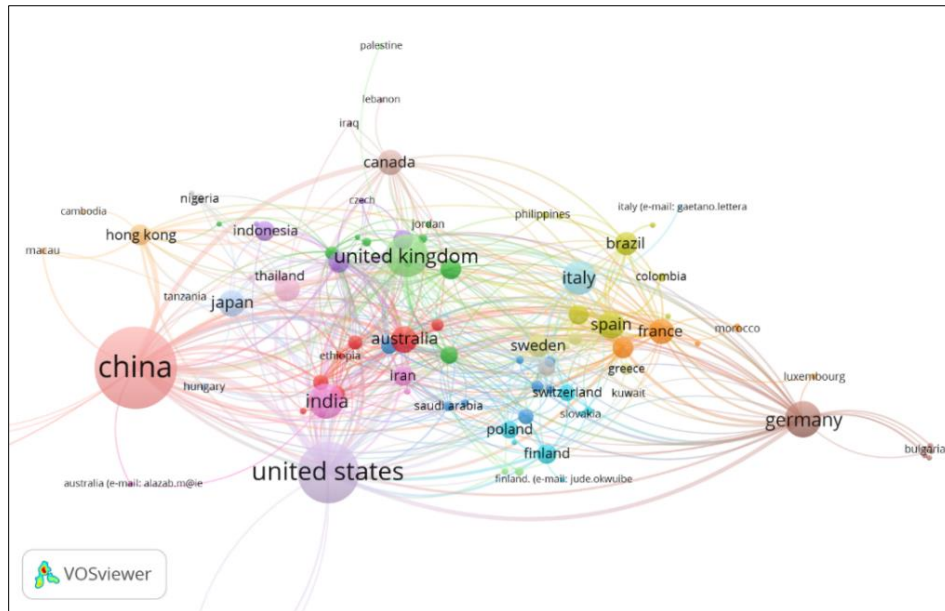 palestine
lebanon
iraq
canada
nigeria
czech
cambodia
jordan
philippines
italy (e-mail: gaetano.lettera
hong kong
indonesia
brazil
macau
united kingdom
thailand
italy
colombia
tanzania
japan
spain
france
morocco
australia
sweden
china
ethiopia
iran
greece
luxembourg
hungary
india
saudi arabia
switzerland
kuwait
slovakia
germany
poland
bulgaria
united states
finland
australia (e-mail: alazab.m@ie
finland. (e-mail: jude.okwuibe
VOSviewer